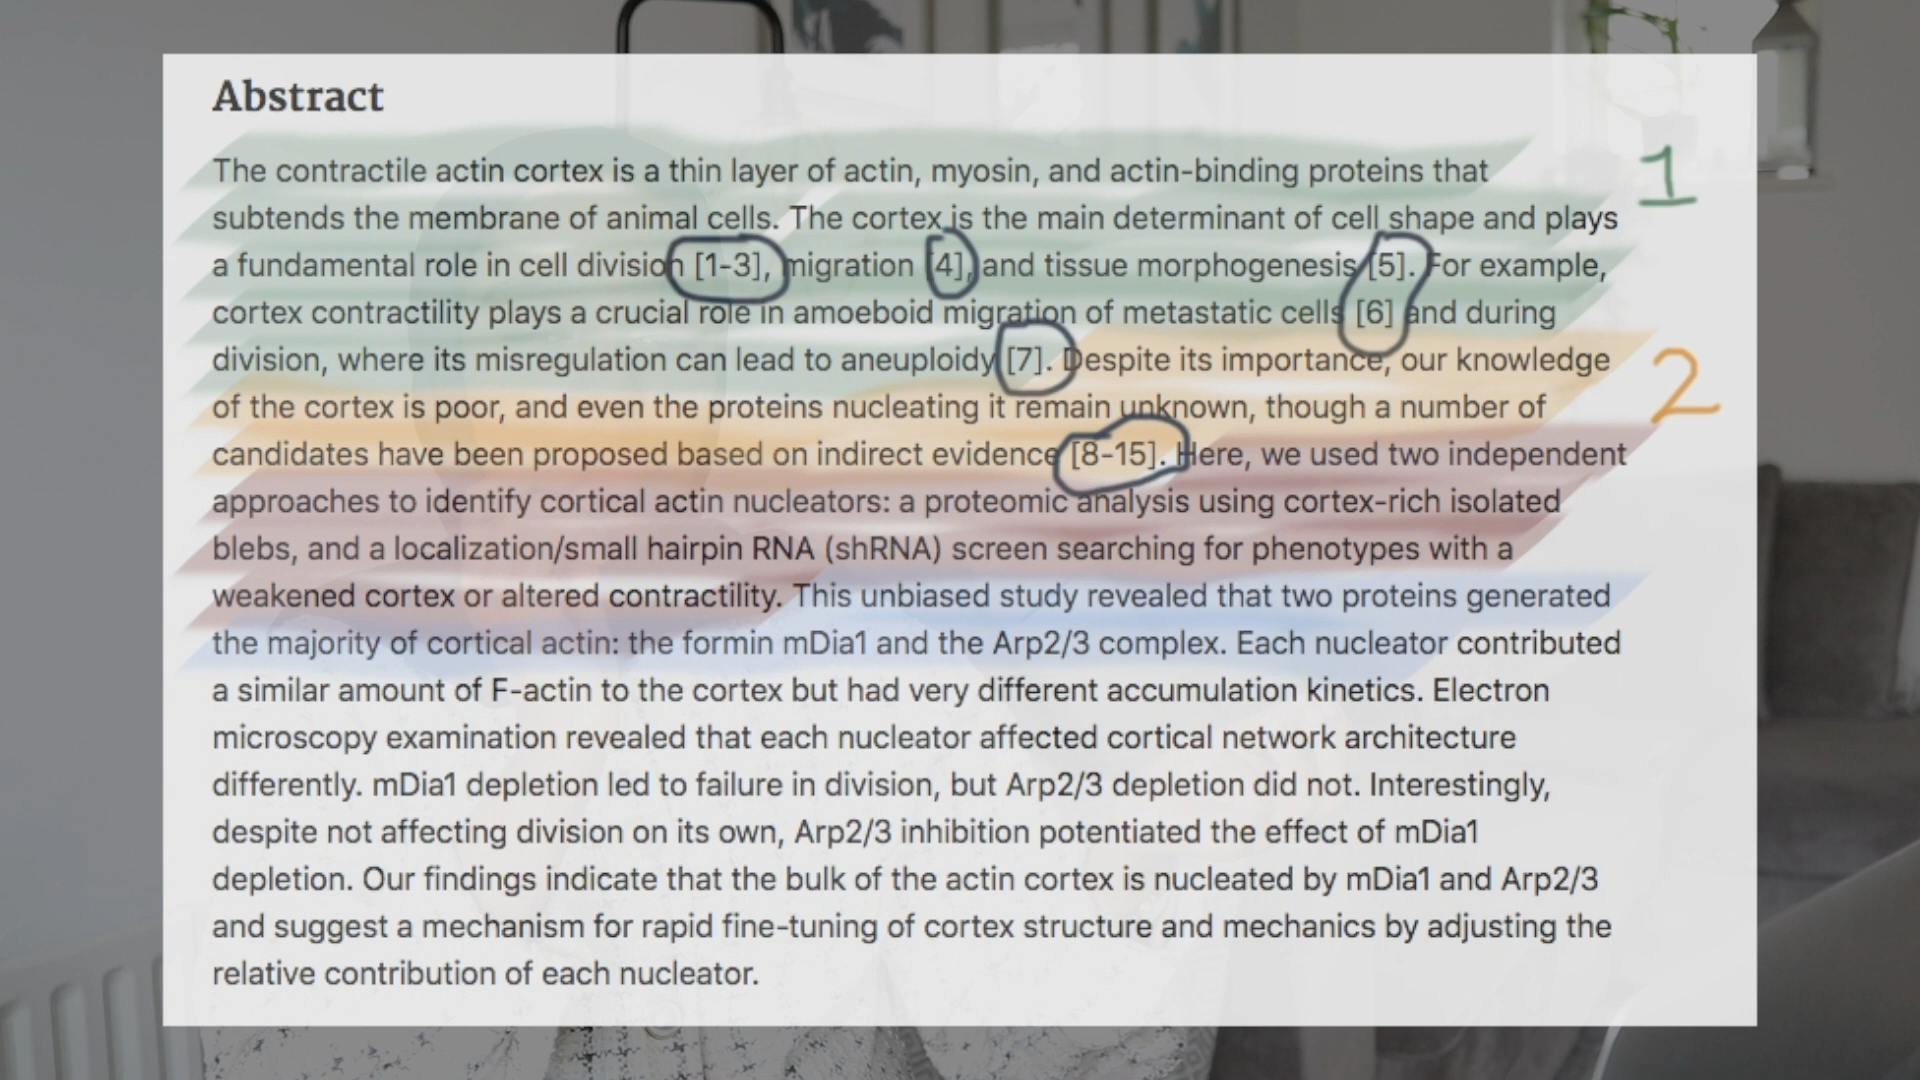 Abstract
The contractile actin cortex is a thin layer of actin, myosin, and actin-binding proteins that
1
subtends the membrane of animal cells. The cortex is the main determinant of cell shape and plays
a fundamental role in cell division [1-3], migration [4], and tissue morphogenesis [5]. For example,
cortex contractility plays a crucial role in amoeboid migration of metastatic cells [6] and during
division, where its misregulation can lead to aneuploidy [7]. Despite its importance, our knowledge
2
of the cortex is poor, and even the proteins nucleating it remain unknown, though a number of
candidates have been proposed based on indirect evidence [8-15]. Here, we used two independent
approaches to identify cortical actin nucleators: a proteomic analysis using cortex-rich isolated
blebs, and a localization/small hairpin RNA (shRNA) screen searching for phenotypes with a
weakened cortex or altered contractility. This unbiased study revealed that two proteins generated
the majority of cortical actin: the formin mDia1 and the Arp2/3 complex. Each nucleator contributed
a similar amount of F-actin to the cortex but had very different accumulation kinetics. Electron
microscopy examination revealed that each nucleator affected cortical network architecture
differently. mDia1 depletion led to failure in division, but Arp2/3 depletion did not. Interestingly,
despite not affecting division on its own, Arp2/3 inhibition potentiated the effect of mDia1
depletion. Our findings indicate that the bulk of the actin cortex is nucleated by mDia1 and Arp2/3
and suggest a mechanism for rapid fine-tuning of cortex structure and mechanics by adjusting the
relative contribution of each nucleator.